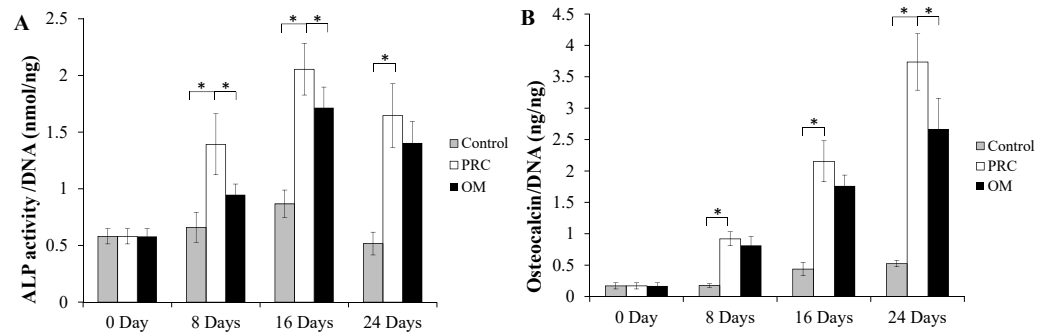 A
ALP activity /DNA (nmol/ng)
2.5
2
1.5
1
0.5
0
* *
* *
*
0 Day 8 Days 16 Days 24 Days
Control
PRC
OM
B
Osteocalcin/DNA (ng/ng)
4.5
4
3.5
3
2.5
2
1.5
1
0.5
0
*
*
* *
0 Day 8 Days 16 Days 24 Days
Control
PRC
OM